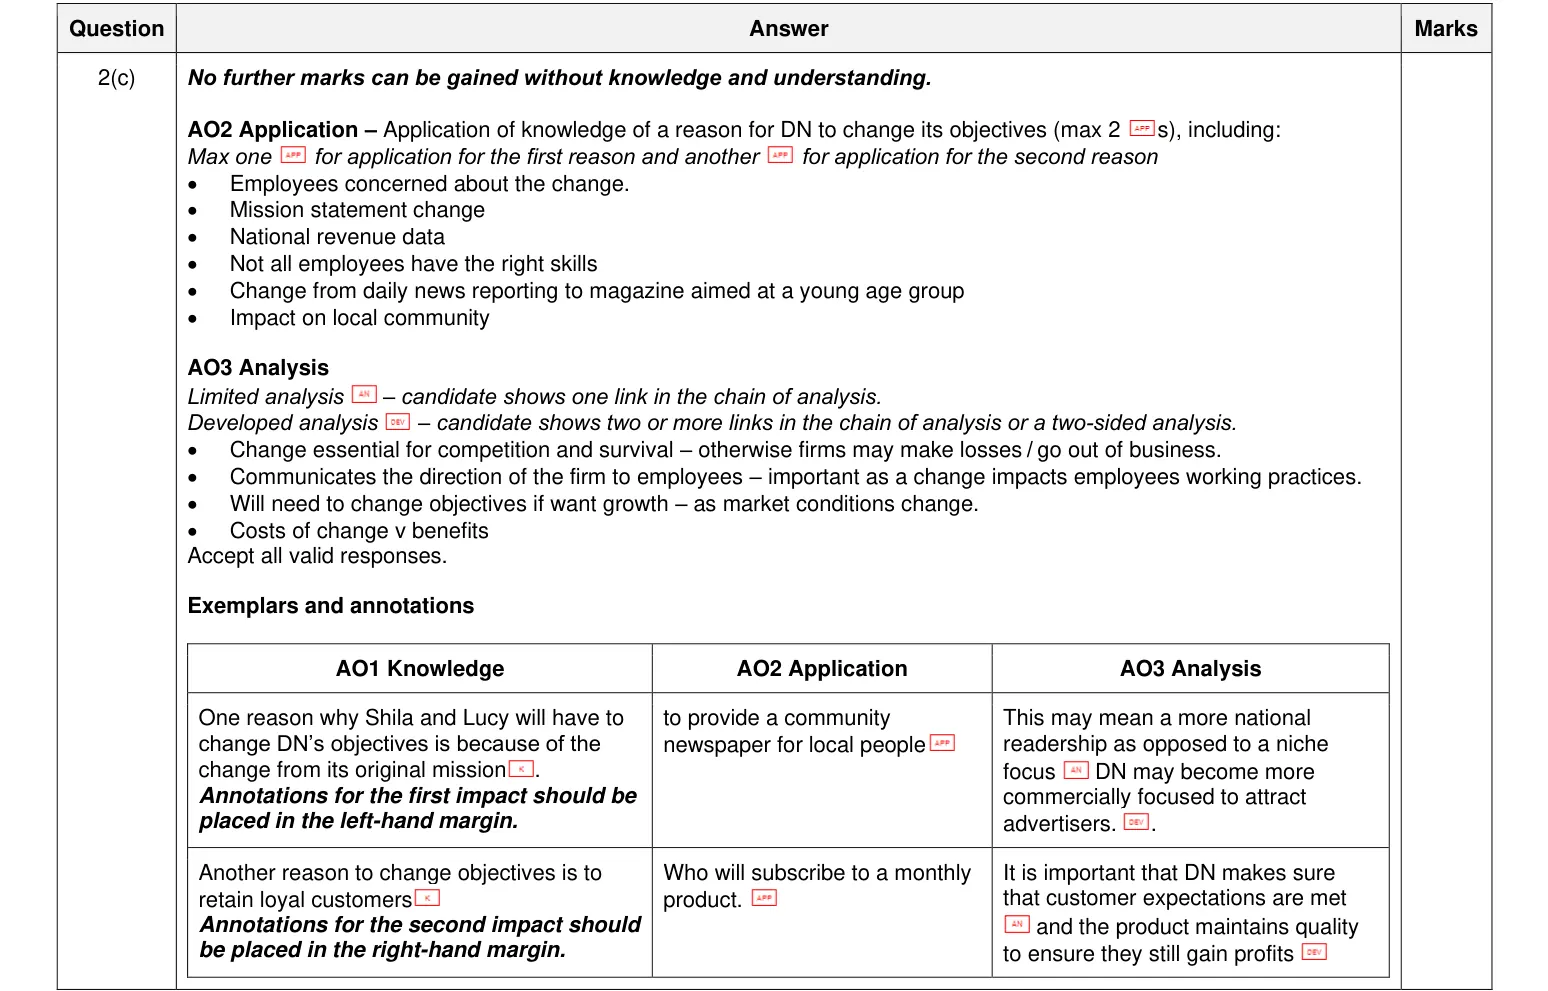 Question Answer Marks
2(c) No further marks can be gained without knowledge and understanding.
AO2 Application – Application of knowledge of a reason for DN to change its objectives (max 2 APP s), including:
Max one APP for application for the first reason and another APP for application for the second reason
• Employees concerned about the change.
• Mission statement change
• National revenue data
• Not all employees have the right skills
• Change from daily news reporting to magazine aimed at a young age group
• Impact on local community
AO3 Analysis
Limited analysis AN – candidate shows one link in the chain of analysis.
Developed analysis DEV – candidate shows two or more links in the chain of analysis or a two-sided analysis.
• Change essential for competition and survival – otherwise firms may make losses / go out of business.
• Communicates the direction of the firm to employees – important as a change impacts employees working practices.
• Will need to change objectives if want growth – as market conditions change.
• Costs of change v benefits
Accept all valid responses.
Exemplars and annotations
AO1 Knowledge AO2 Application AO3 Analysis
One reason why Shila and Lucy will have to
change DN's objectives is because of the
change from its original mission K .
Annotations for the first impact should be
placed in the left-hand margin.
to provide a community
newspaper for local people APP
This may mean a more national
readership as opposed to a niche
focus AN DN may become more
commercially focused to attract
advertisers. DEV .
Another reason to change objectives is to
retain loyal customers K
Annotations for the second impact should
be placed in the right-hand margin.
Who will subscribe to a monthly
product. APP
It is important that DN makes sure
that customer expectations are met
AN and the product maintains quality
to ensure they still gain profits DEV